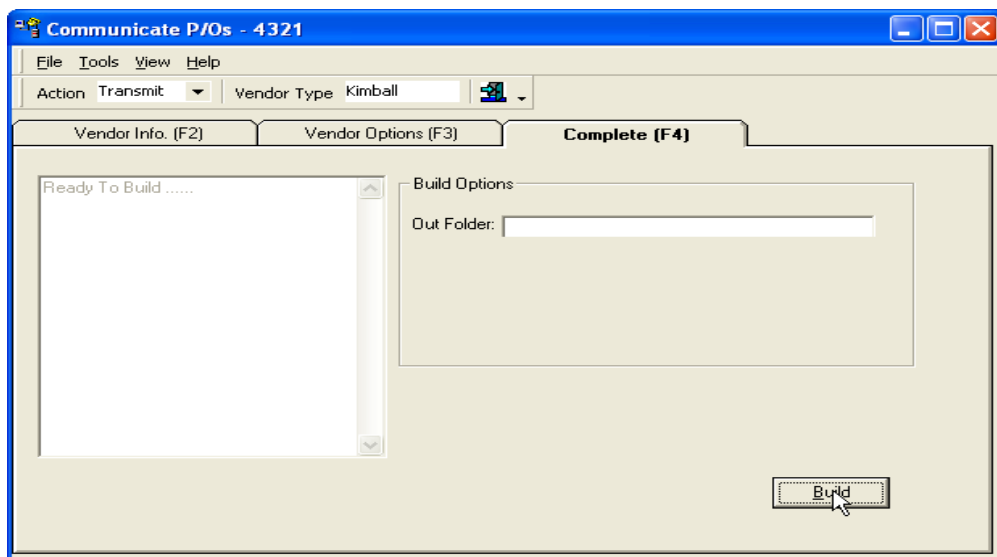 Communicate P/Os - 4321
File Tools View Help
Action Transmit Vendor Type Kimball
Vendor Info. (F2) Vendor Options (F3) Complete (F4)
Ready To Build ......
Build Options
Out Folder:
Build